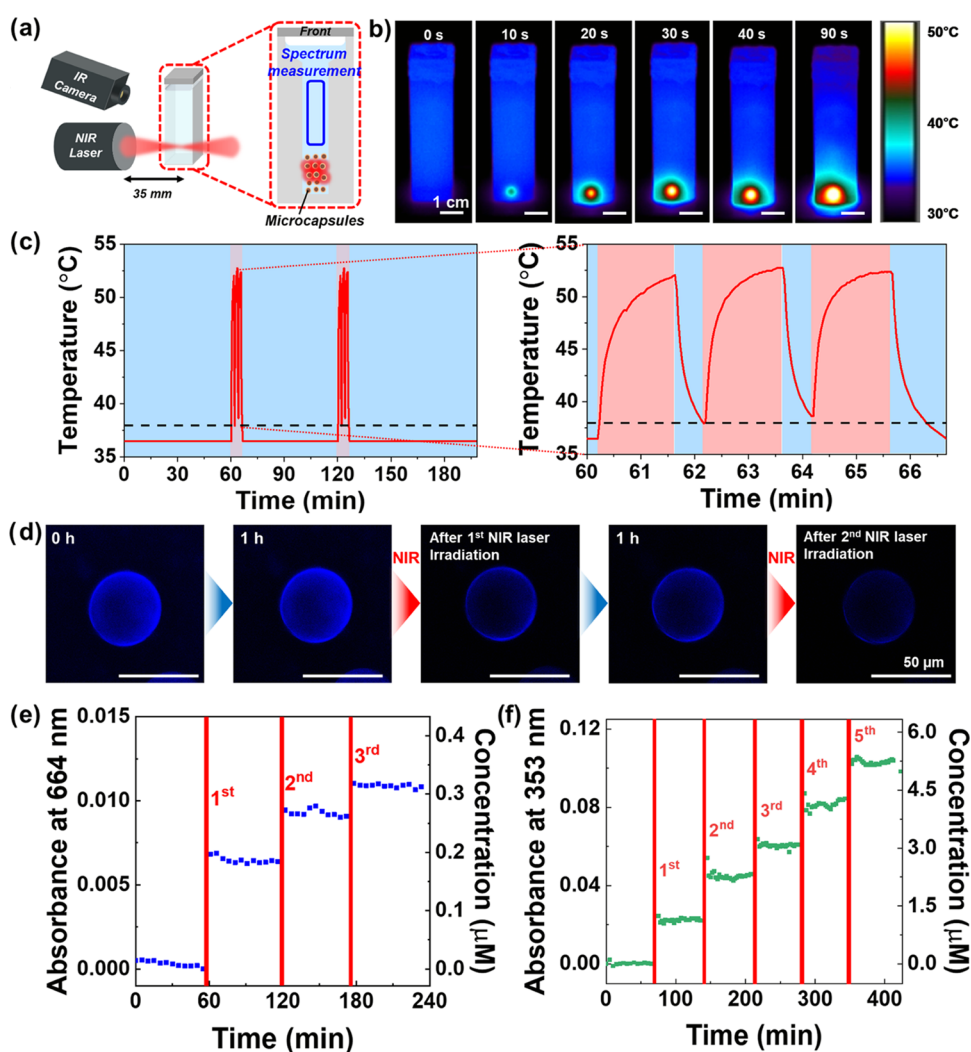 (a)
IR
Camera
NIR
Laser
35 mm
Front
Spectrum
measurement
Microcapsules
b)
0 s
10 s
20 s
30 s
40 s
90 s
1 cm
50°C
40°C
30°C
(c)
Temperature (°C)
55
50
45
40
35
0 30 60 90 120 150 180
Time (min)
Temperature (°C)
55
50
45
40
35
60 61 62 63 64 65 66
Time (min)
(d)
0 h
1 h
NIR
After 1st NIR laser
Irradiation
1 h
NIR
After 2nd NIR laser
Irradiation
50 µm
(e)
Absorbance at 664 nm
0.015
0.010
0.005
0.000
1st
2nd
3rd
0.4
0.3
0.2
0.1
0.0
Concentration (µM)
0 60 120 180 240
Time (min)
(f)
Absorbance at 353 nm
0.12
0.08
0.04
0.00
1st
2nd
3rd
4th
5th
6.0
4.5
3.0
1.5
0.0
Concentration (µM)
0 100 200 300 400
Time (min)